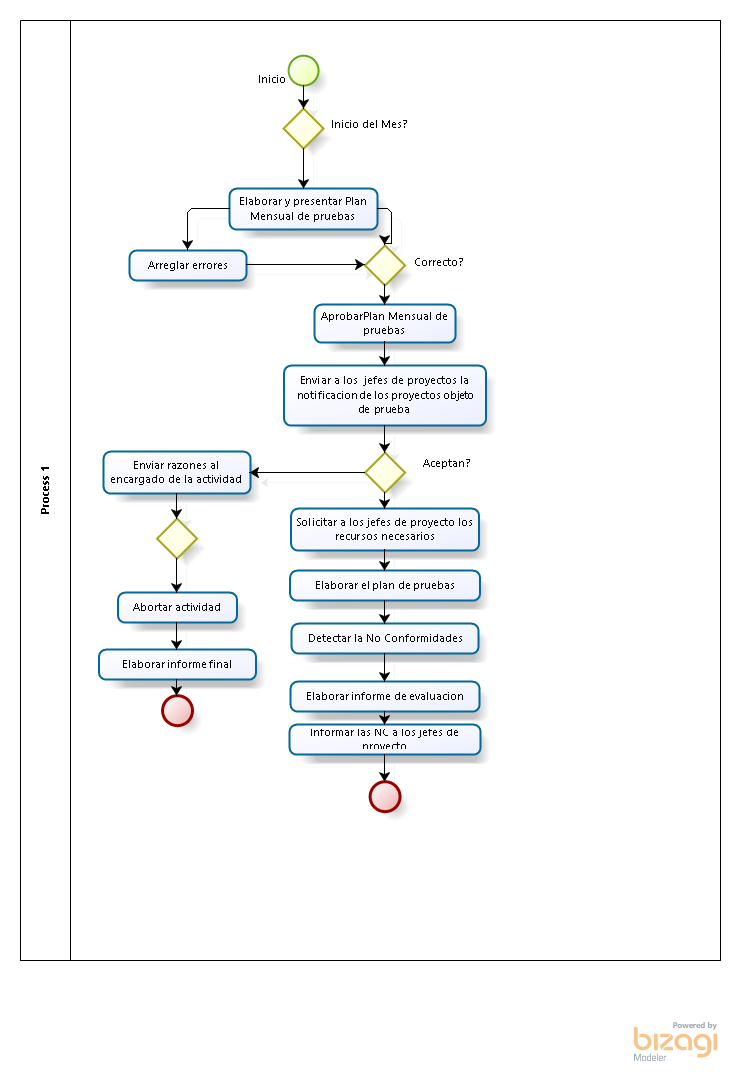 Process 1
Inicio
Inicio del Mes?
Elaborar y presentar Plan
Mensual de pruebas
Arreglar errores
Correcto?
AprobarPlan Mensual de
pruebas
Enviar a los jefes de proyectos la
notificacion de los proyectos objeto
de prueba
Aceptan?
Enviar razones al
encargado de la actividad
Solicitar a los jefes de proyecto los
recursos necesarios
Elaborar el plan de pruebas
Abortar actividad
Detectar la No Conformidades
Elaborar informe final
Elaborar informe de evaluacion
Informar las NC a los jefes de
proyecto
Powered by
bizagi
Modeler